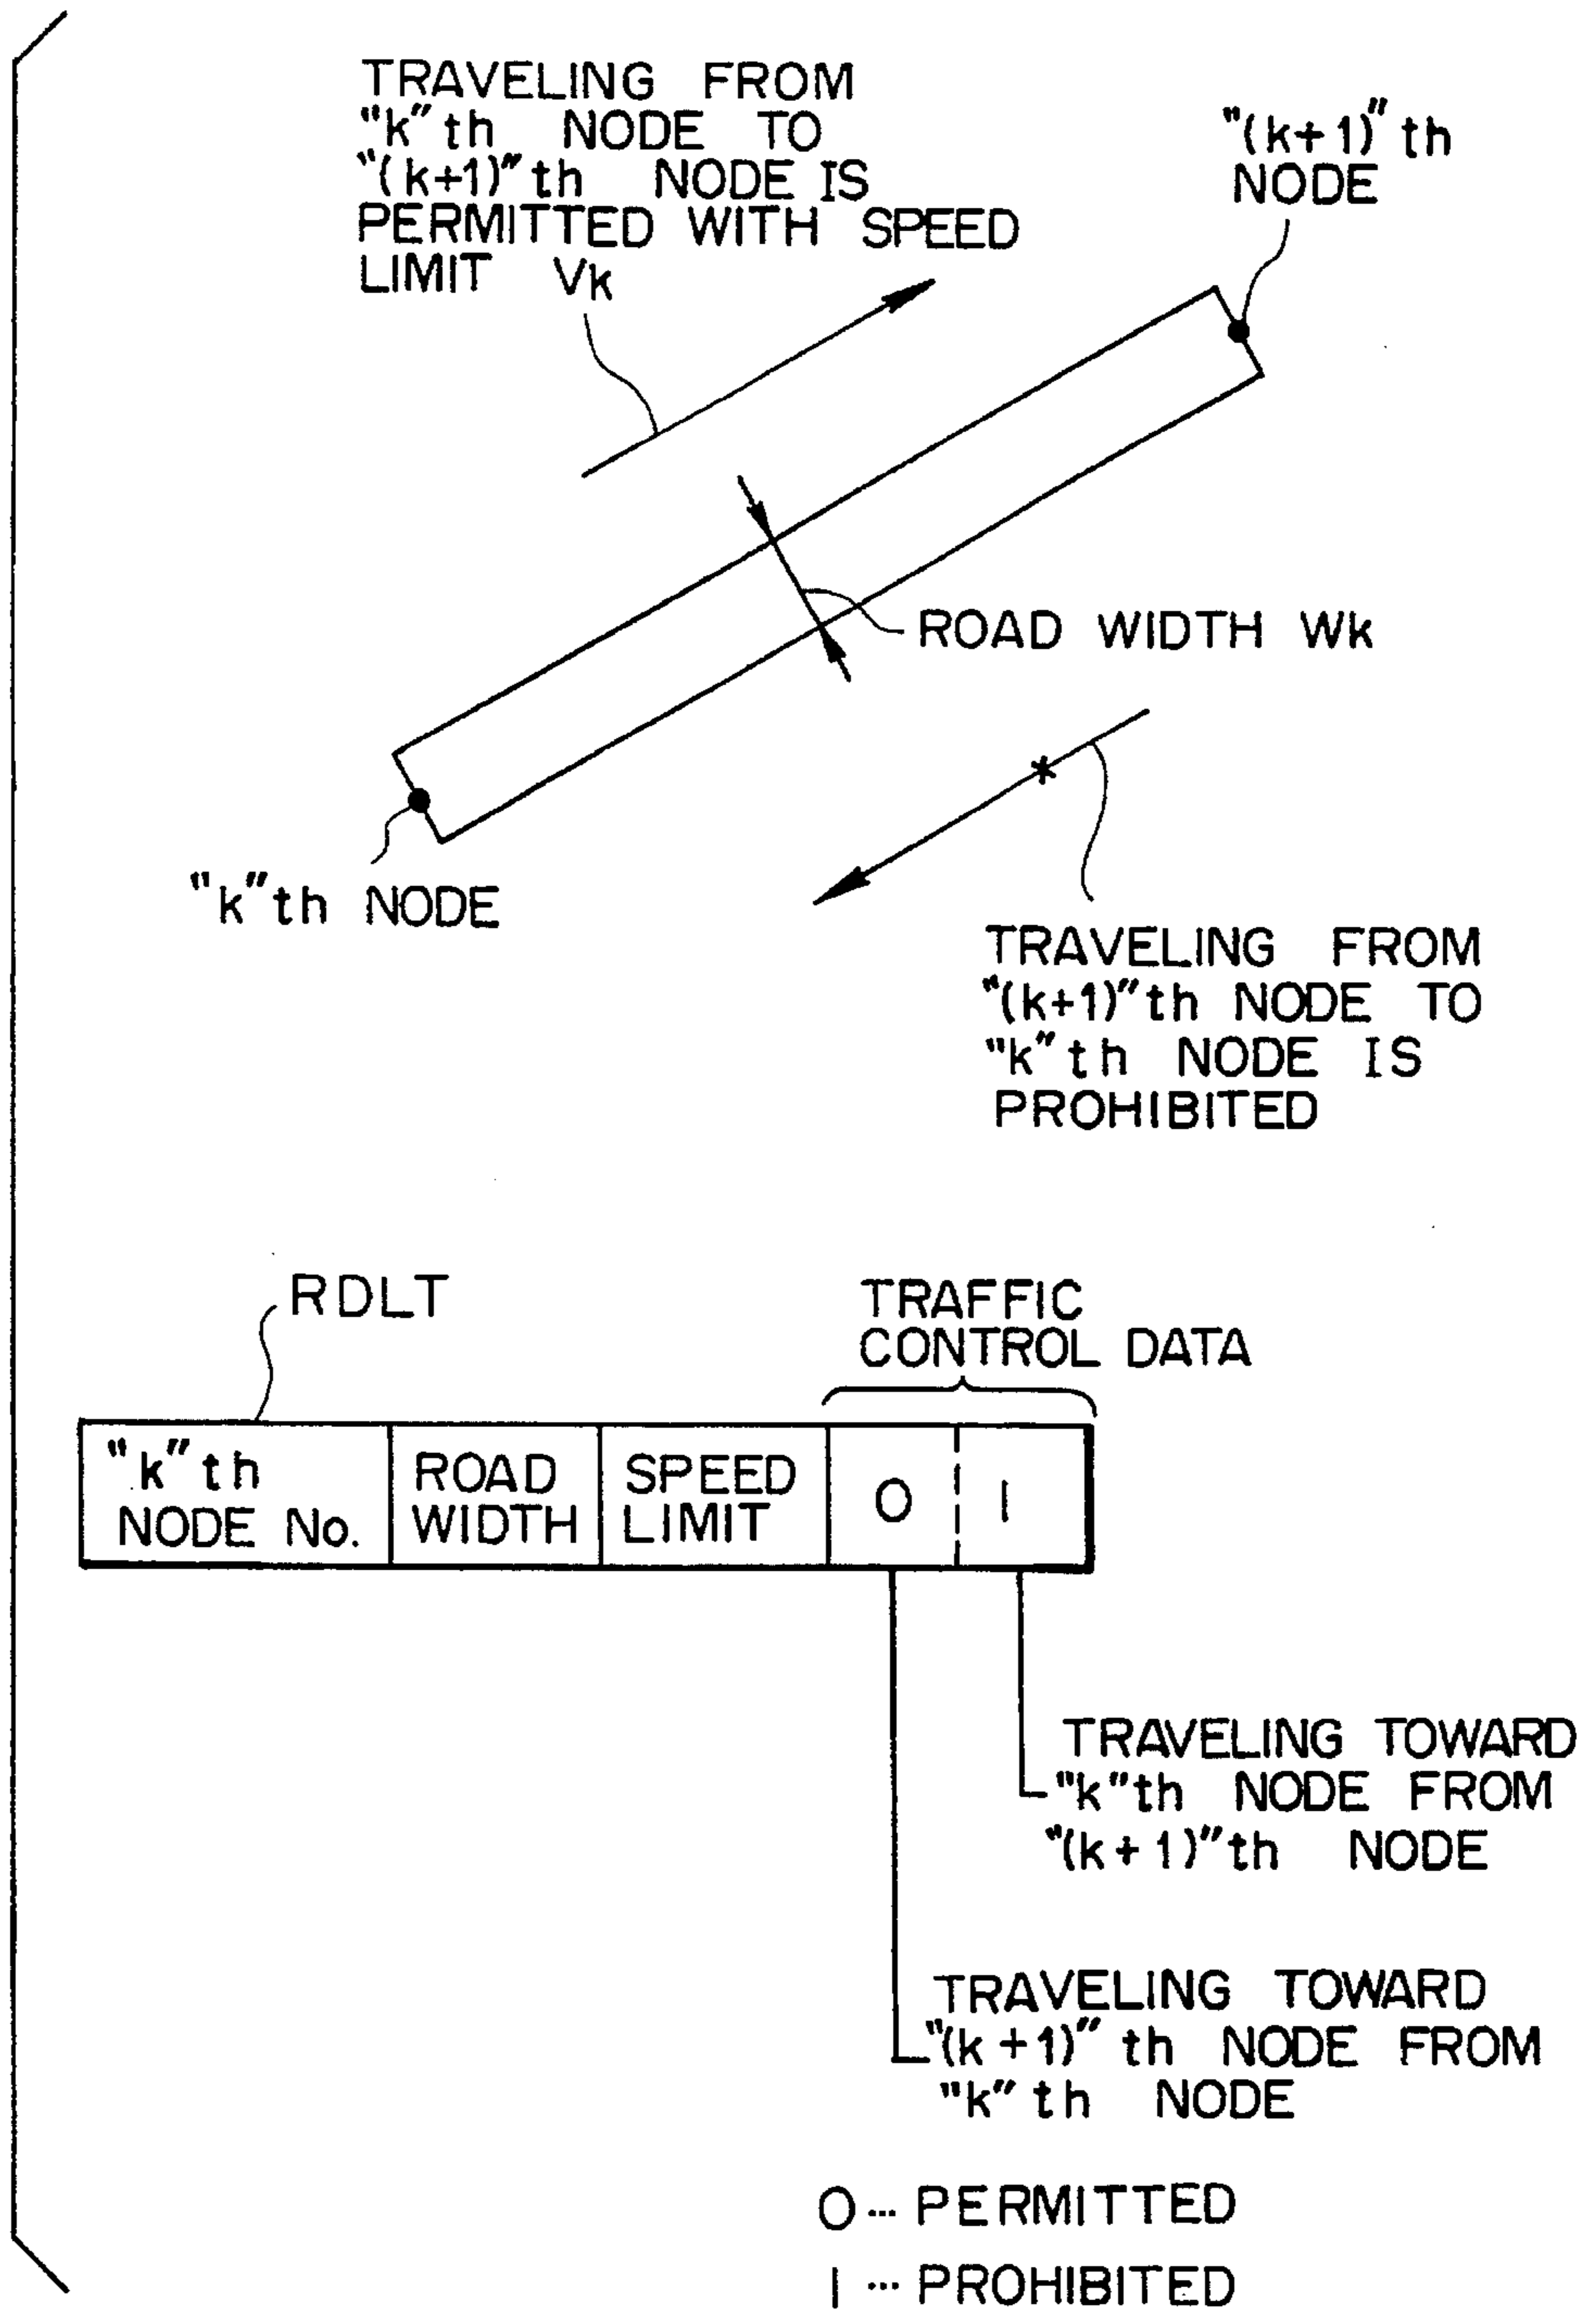 TRAVELING FROM
"k"th NODE TO
"(k+1)"th NODE IS
PERMITTED WITH SPEED
LIMIT Vk
"(k+1)"th
NODE
ROAD WIDTH Wk
"k"th NODE
TRAVELING FROM
"(k+1)"th NODE TO
"k"th NODE IS
PROHIBITED
RDLT
TRAFFIC
CONTROL DATA
"k"th
NODE No.
ROAD
WIDTH
SPEED
LIMIT
0
1
TRAVELING TOWARD
"k"th NODE FROM
"(k+1)"th NODE
TRAVELING TOWARD
"(k+1)"th NODE FROM
"k"th NODE
0 ... PERMITTED
1 ... PROHIBITED